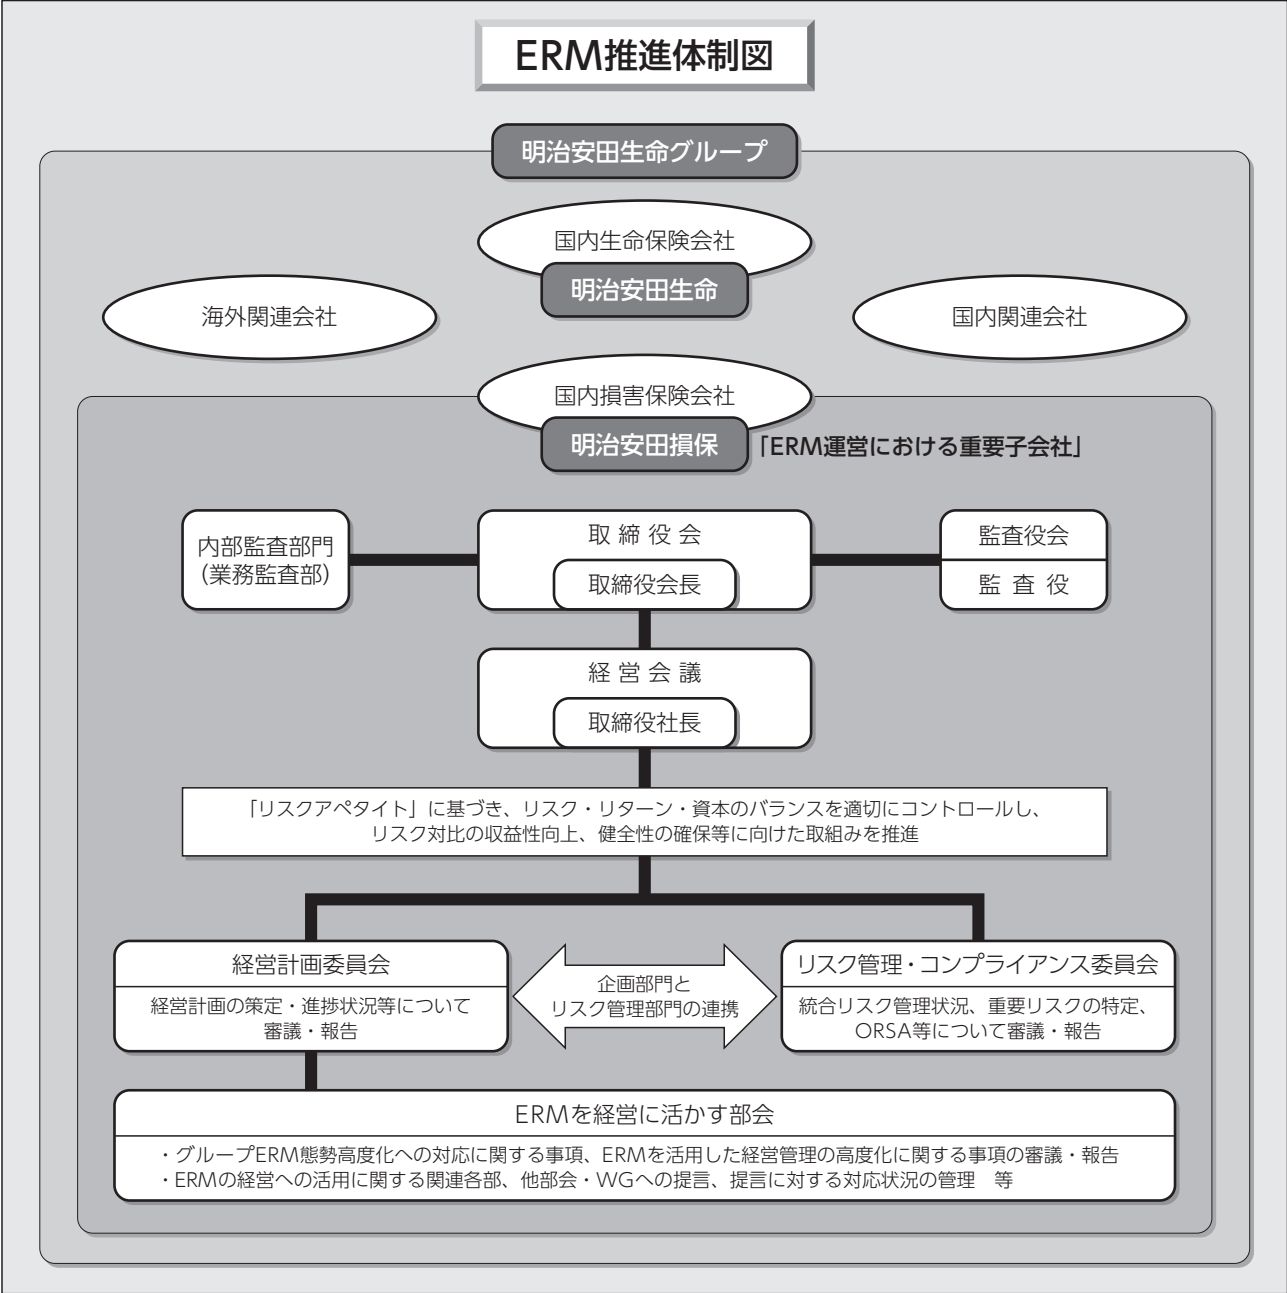 ERM推進体制図
明治安田生命グループ
国内生命保険会社
明治安田生命
海外関連会社
国内関連会社
国内損害保険会社
明治安田損保
「ERM運営における重要子会社」
内部監査部門
(業務監査部)
取締役会
取締役会長
監査役会
監査役
経営会議
取締役社長
「リスクアペタイト」に基づき、リスク・リターン・資本のバランスを適切にコントロールし、
リスク対比の収益性向上、健全性の確保等に向けた取組みを推進
経営計画委員会
経営計画の策定・進捗状況等について
審議・報告
企画部門と
リスク管理部門の連携
リスク管理・コンプライアンス委員会
統合リスク管理状況、重要リスクの特定、
ORSA等について審議・報告
ERMを経営に活かす部会
・グループERM態勢高度化への対応に関する事項、ERMを活用した経営管理の高度化に関する事項の審議・報告
・ERMの経営への活用に関する関連各部、他部会・WGへの提言、提言に対する対応状況の管理　等